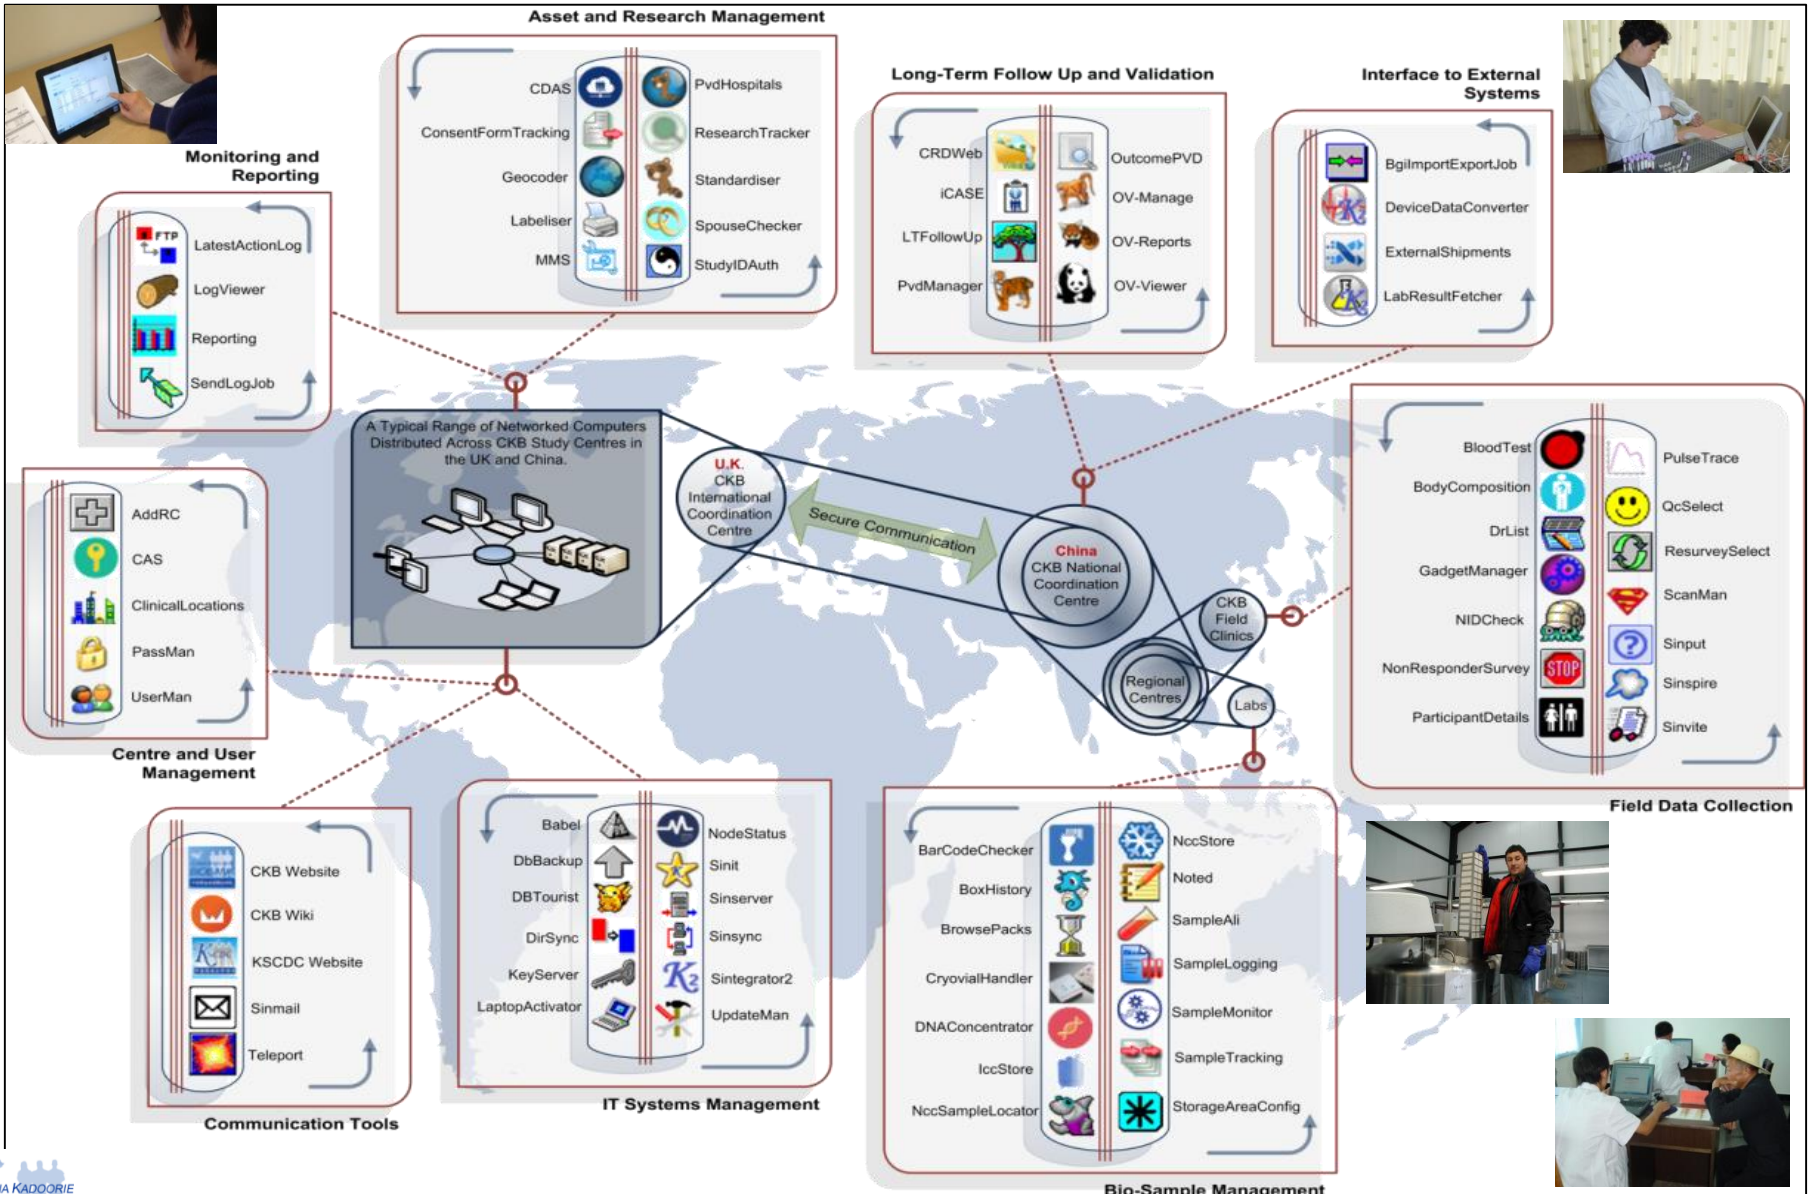 Asset and Research Management
CDAS
PvdHospitals
ConsentFormTracking
ResearchTracker
Geocoder
Standardiser
Labeliser
SpouseChecker
MMS
StudyIDAuth
Long-Term Follow Up and Validation
CRDWeb
OutcomePVD
iCASE
OV-Manage
LTFollowUp
OV-Reports
PvdManager
OV-Viewer
Interface to External
Systems
BgiImportExportJob
DeviceDataConverter
ExternalShipments
LabResultFetcher
Monitoring and
Reporting
FTP
LatestActionLog
LogViewer
Reporting
SendLogJob
A Typical Range of Networked Computers
Distributed Across CKB Study Centres in
the UK and China.
U.K.
CKB
International
Coordination
Centre
Secure Communication
China
CKB National
Coordination
Centre
CKB
Field
Clinics
Regional
Centres
Labs
AddRC
CAS
ClinicalLocations
PassMan
UserMan
Centre and User
Management
BloodTest
PulseTrace
BodyComposition
QcSelect
DrList
ResurveySelect
GadgetManager
ScanMan
NIDCheck
Sinput
NonResponderSurvey
STOP
Sinspire
ParticipantDetails
Sinvite
Field Data Collection
CKB Website
CKB Wiki
KSCDC Website
Sinmail
Teleport
Communication Tools
Babel
NodeStatus
DbBackup
Sinit
DBTourist
Sinserver
DirSync
Sinsync
KeyServer
K2
Sintegrator2
LaptopActivator
UpdateMan
IT Systems Management
BarCodeChecker
NccStore
BoxHistory
Noted
BrowsePacks
SampleAli
CryovialHandler
SampleLogging
DNAConcentrator
SampleMonitor
IccStore
SampleTracking
NccSampleLocator
StorageAreaConfig
Bio-Sample Management
KADOORIE